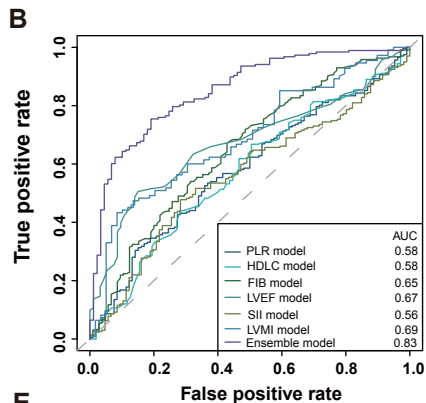 B
True positive rate
1.0
0.8
0.6
0.4
0.2
0.0
AUC
PLR model 0.58
HDLC model 0.58
FIB model 0.65
LVEF model 0.67
SII model 0.56
LVMI model 0.69
Ensemble model 0.83
0.0 0.2 0.4 0.6 0.8 1.0
False positive rate